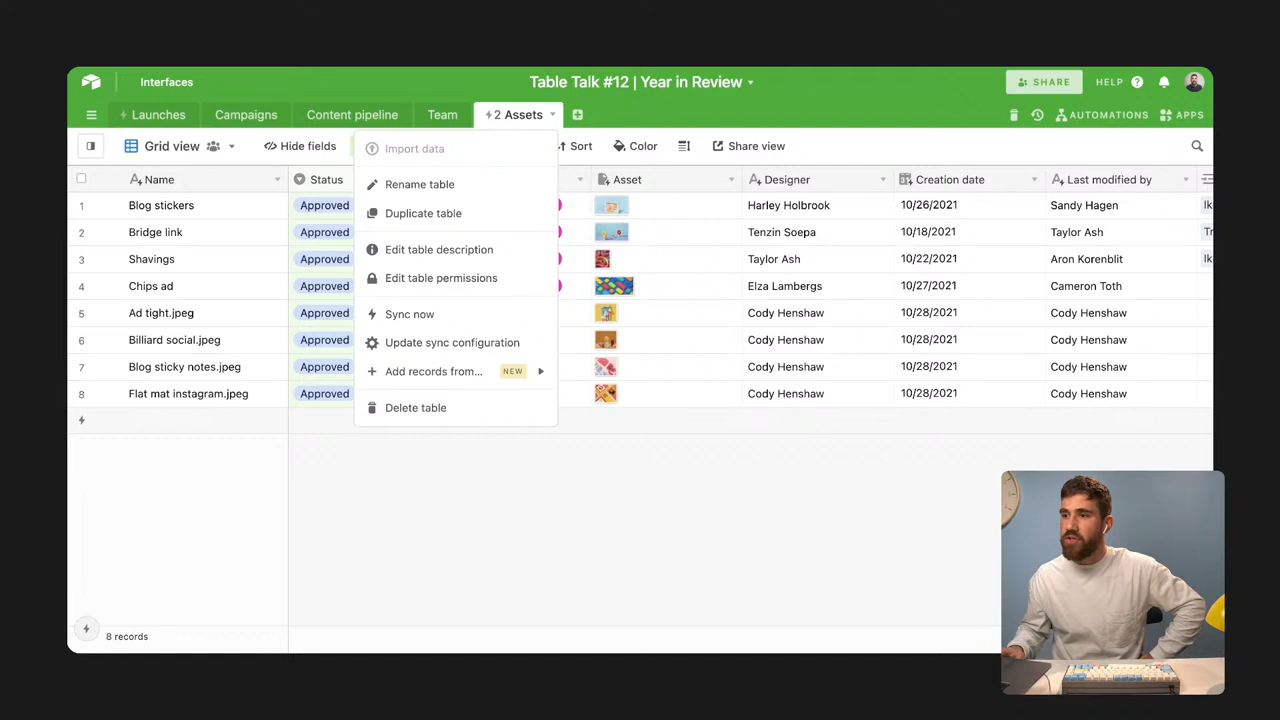 Interfaces
Table Talk #12 | Year in Review
SHARE
HELP
Launches
Campaigns
Content pipeline
Team
2 Assets
AUTOMATIONS
APPS
Grid view
Hide fields
Sort
Color
Share view
Name
Status
Asset
Designer
Creation date
Last modified by
1 Blog stickers Approved Harley Holbrook 10/26/2021 Sandy Hagen Ik
2 Bridge link Approved Tenzin Soepa 10/18/2021 Taylor Ash Tr
3 Shavings Approved Taylor Ash 10/22/2021 Aron Korenblit Ik
4 Chips ad Approved Elza Lambergs 10/27/2021 Cameron Toth
5 Ad tight.jpeg Approved Cody Henshaw 10/28/2021 Cody Henshaw
6 Billiard social.jpeg Approved Cody Henshaw 10/28/2021 Cody Henshaw
7 Blog sticky notes.jpeg Approved Cody Henshaw 10/28/2021 Cody Henshaw
8 Flat mat instagram.jpeg Approved Cody Henshaw 10/28/2021 Cody Henshaw
Import data
Rename table
Duplicate table
Edit table description
Edit table permissions
Sync now
Update sync configuration
Add records from... NEW
Delete table
8 records